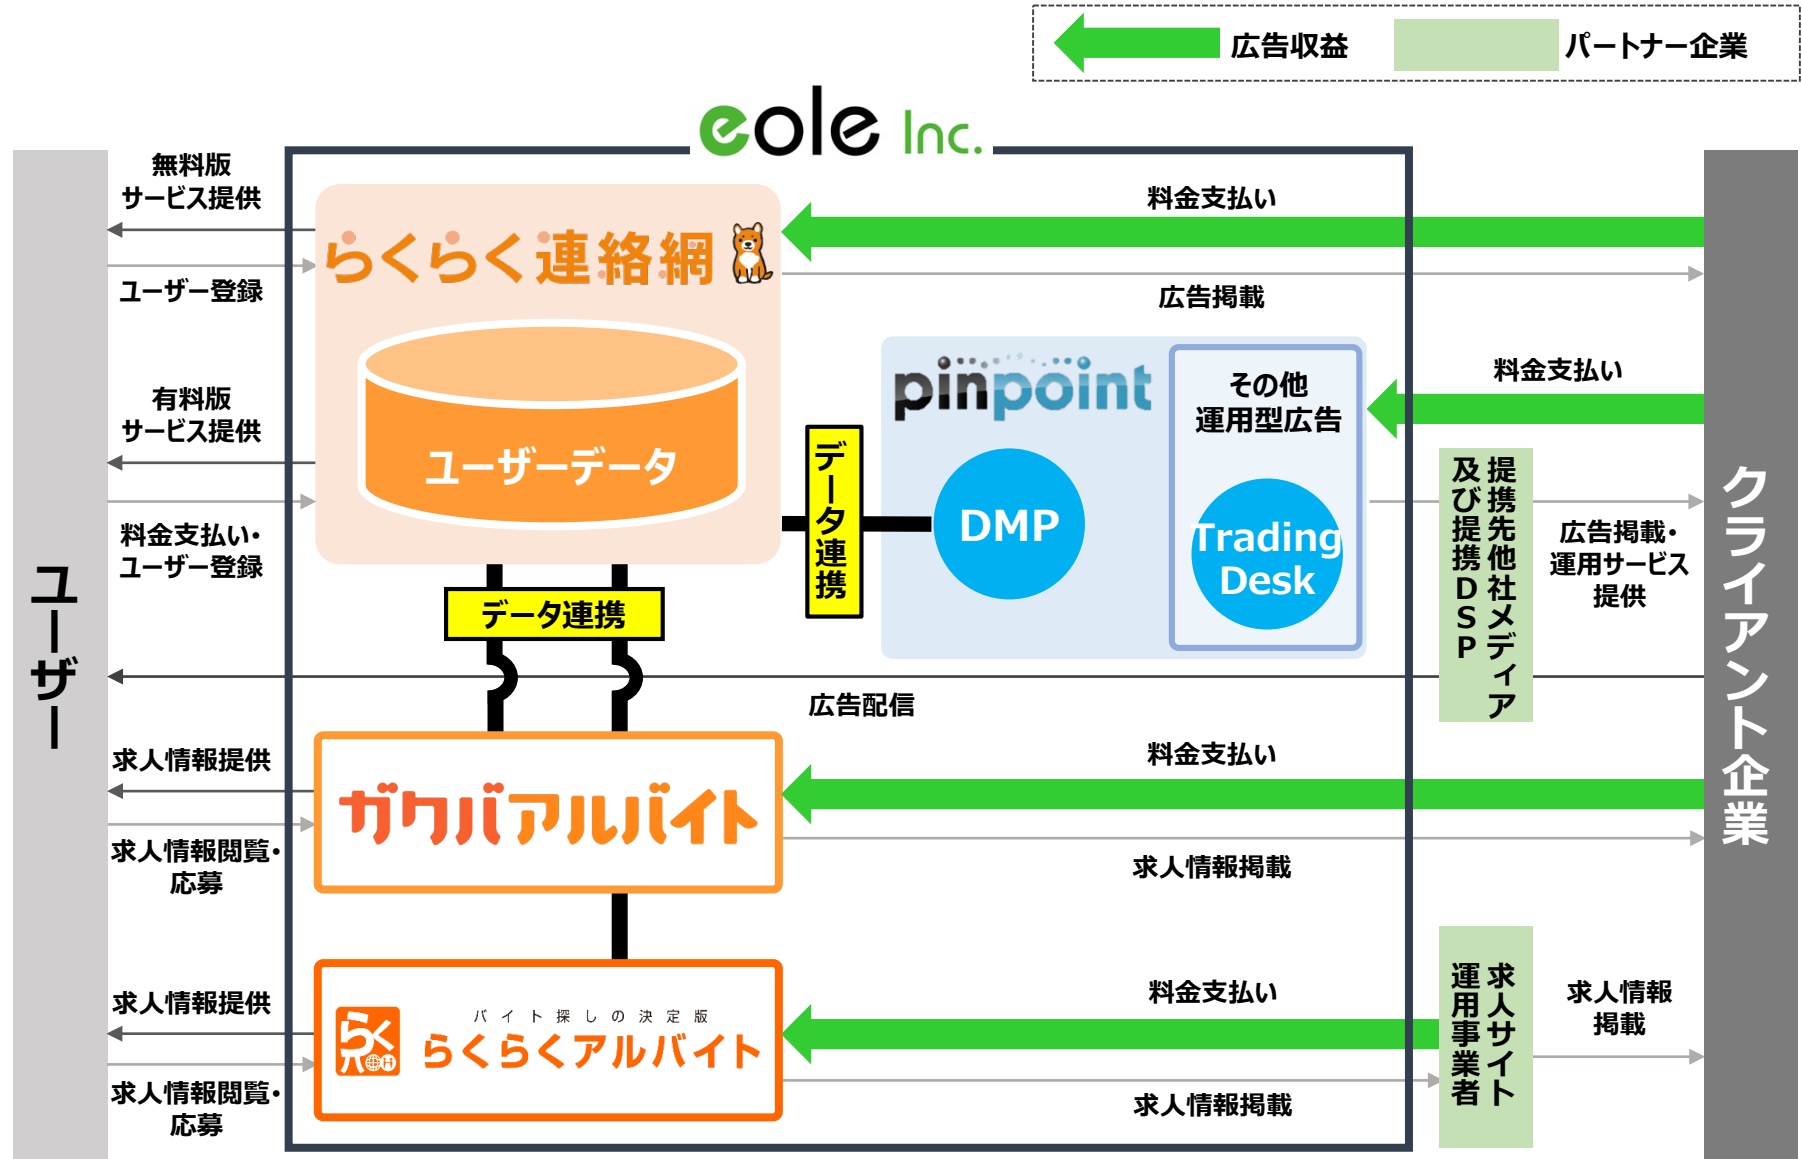 広告収益
パートナー企業
eole Inc.
ユーザー
無料版
サービス提供
ユーザー登録
有料版
サービス提供
料金支払い・
ユーザー登録
らくらく連絡網
ユーザーデータ
データ連携
データ連携
pinpoint
DMP
その他
運用型広告
Trading
Desk
料金支払い
広告掲載
料金支払い
提携先他社メディア
及び提携DSP
広告掲載・
運用サービス
提供
クライアント企業
広告配信
求人情報提供
求人情報閲覧・
応募
ガクバアルバイト
料金支払い
求人情報掲載
求人情報提供
求人情報閲覧・
応募
らく
バイト探しの決定版
らくらくアルバイト
料金支払い
求人情報掲載
求人サイト
運用事業者
求人情報
掲載